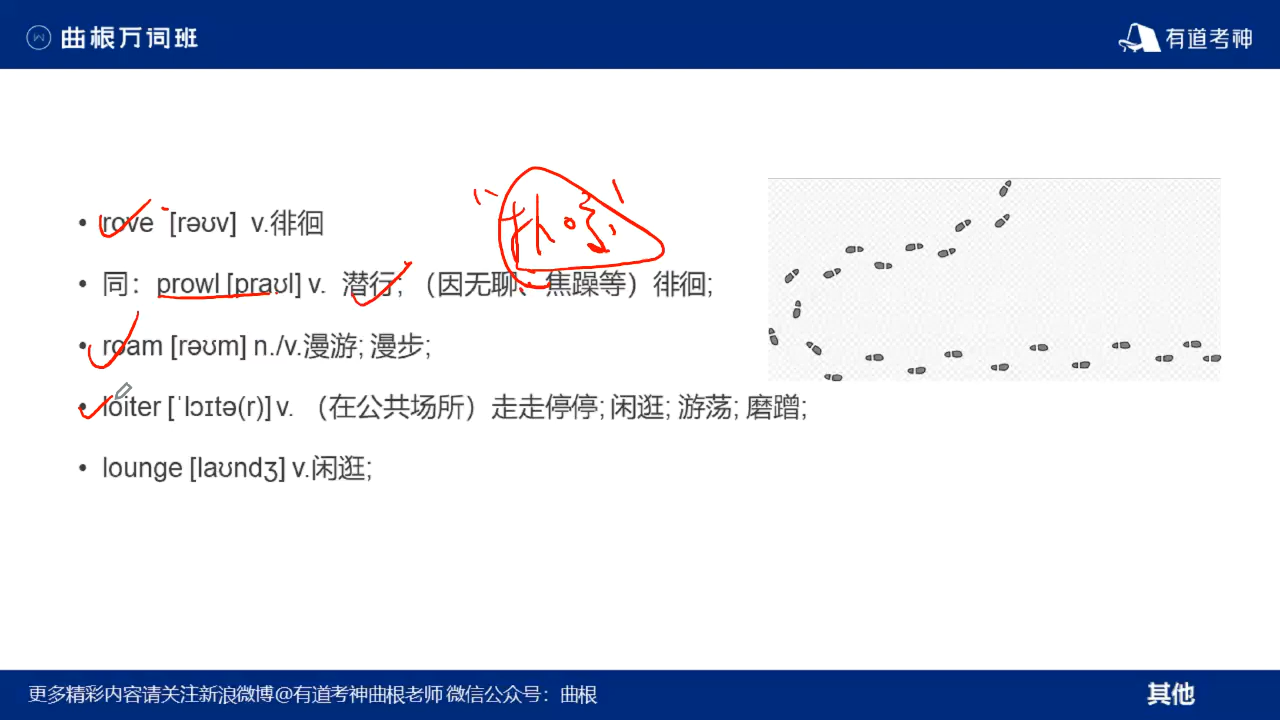 曲根万词班
有道考神
• rove [rəʊv] v.徘徊
• 同：prowl [praʊl] v. 潜行;（因无聊、焦躁等）徘徊;
• roam [rəʊm] n./v.漫游; 漫步;
• loiter [ˈlɔɪtə(r)] v. （在公共场所）走走停停; 闲逛; 游荡; 磨蹭;
• lounge [laʊndʒ] v.闲逛;
更多精彩内容请关注新浪微博@有道考神曲根老师 微信公众号：曲根
其他